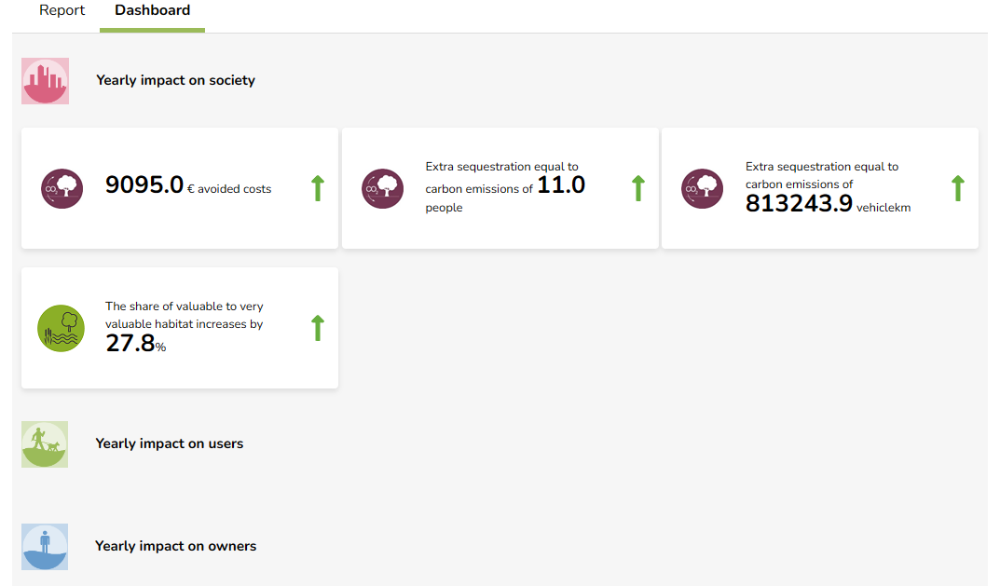 Report Dashboard
Yearly impact on society
9095.0 € avoided costs
Extra sequestration equal to
carbon emissions of 11.0
people
Extra sequestration equal to
carbon emissions of
813243.9 vehiclekm
The share of valuable to very
valuable habitat increases by
27.8%
Yearly impact on users
Yearly impact on owners